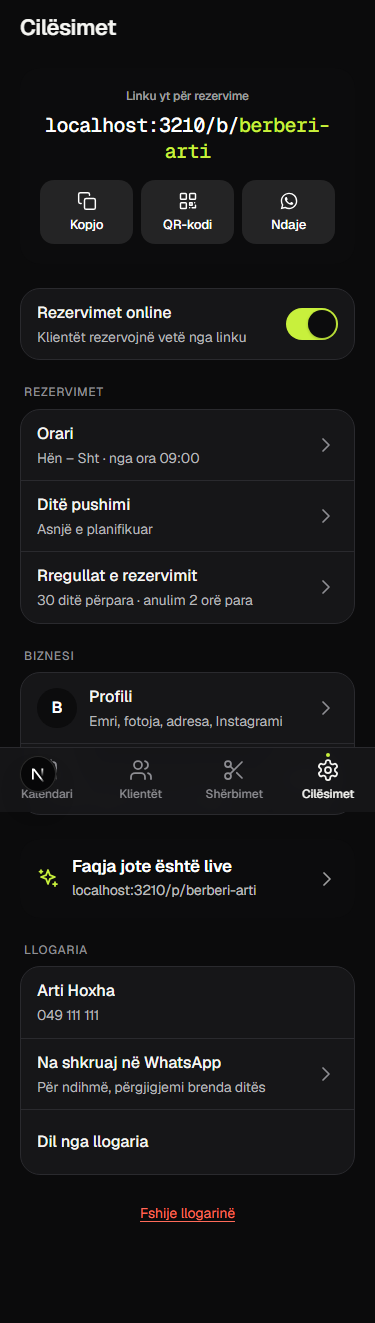 Cilësimet
Linku yt për rezervime
localhost:3210/b/berberi-
arti
Kopjo
QR-kodi
Ndaje
Rezervimet online
Klientët rezervojnë vetë nga linku
REZERVIMET
Orari
Hën – Sht · nga ora 09:00
Ditë pushimi
Asnjë e planifikuar
Rregullat e rezervimit
30 ditë përpara · anulim 2 orë para
BIZNESI
B
Profili
Emri, fotoja, adresa, Instagrami
N
Kalendari
Klientët
Shërbimet
Cilësimet
Faqja jote është live
localhost:3210/p/berberi-arti
LLOGARIA
Arti Hoxha
049 111 111
Na shkruaj në WhatsApp
Për ndihmë, përgjigjemi brenda ditës
Dil nga llogaria
Fshije llogarinë